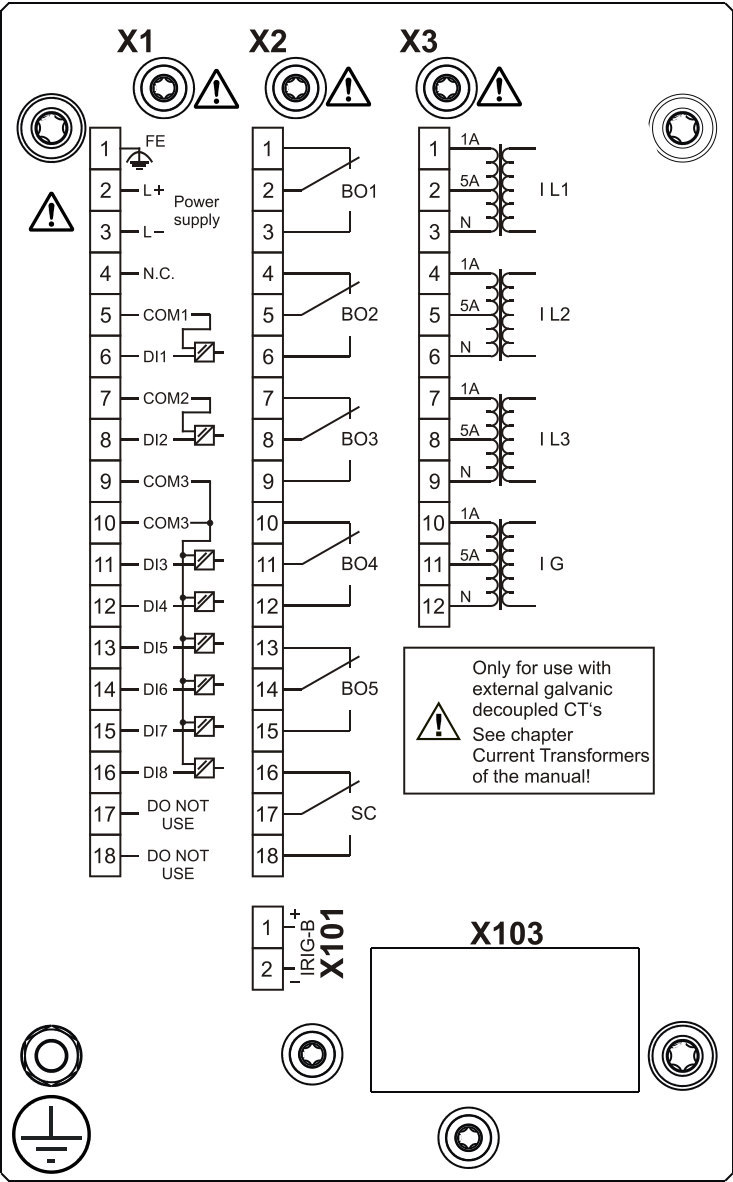 X1
1 FE
2 L+
Power
supply
3 L−
4 N.C.
5 COM1
6 DI1
7 COM2
8 DI2
9 COM3
10 COM3
11 DI3
12 DI4
13 DI5
14 DI6
15 DI7
16 DI8
17 DO NOT
USE
18 DO NOT
USE
X2
1
2 BO1
3
4
5 BO2
6
7
8 BO3
9
10
11 BO4
12
13
14 BO5
15
16
17 SC
18
X3
1 1A
2 5A I L1
3 N
4 1A
5 5A I L2
6 N
7 1A
8 5A I L3
9 N
10 1A
11 5A I G
12 N
Only for use with
external galvanic
decoupled CT‘s
See chapter
Current Transformers
of the manual!
1 +
2 −
IRIG-B
X101
X103